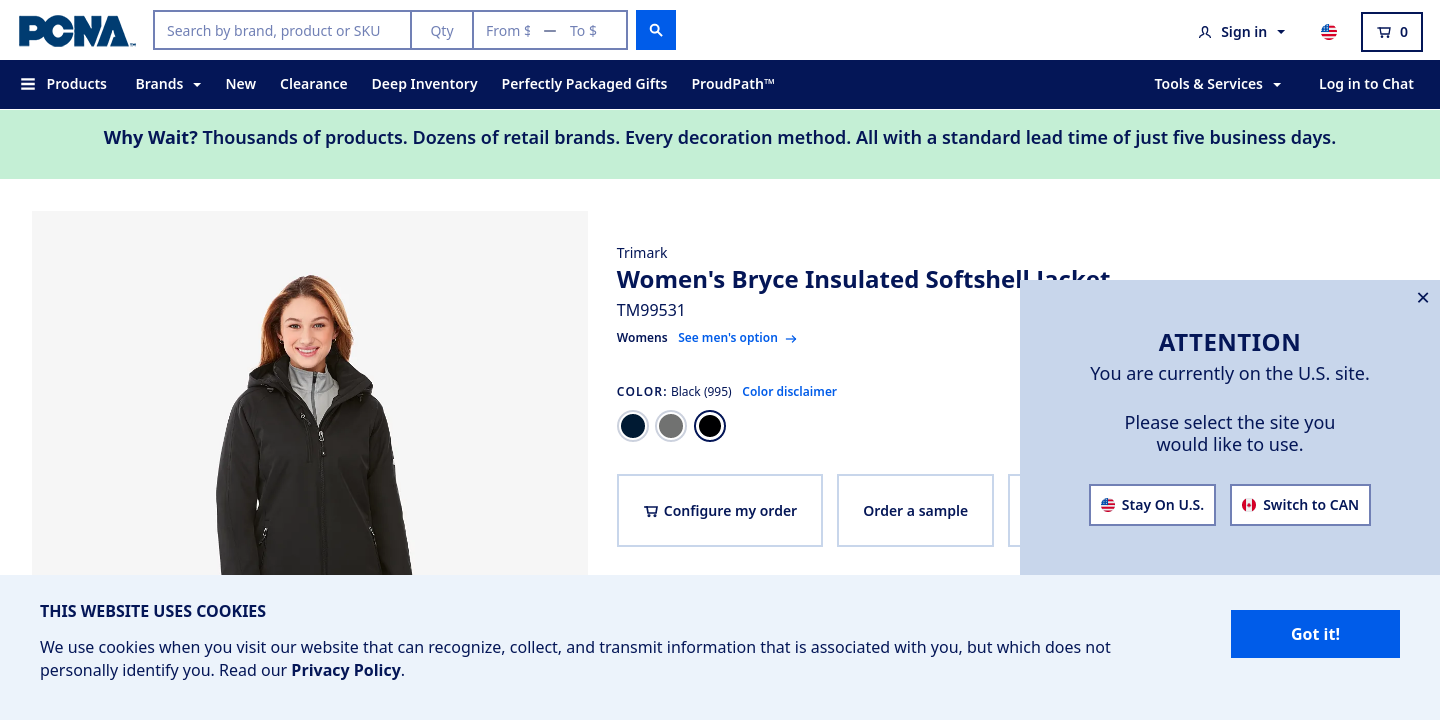 PCNA™
Search by brand, product or SKU
Qty
From $ — To $
Sign in
0
Products
Brands
New
Clearance
Deep Inventory
Perfectly Packaged Gifts
ProudPath™
Tools & Services
Log in to Chat
Why Wait? Thousands of products. Dozens of retail brands. Every decoration method. All with a standard lead time of just five business days.
Trimark
Women's Bryce Insulated Softshell Jacket
TM99531
Womens See men's option →
COLOR: Black (995) Color disclaimer
Configure my order
Order a sample
ATTENTION
You are currently on the U.S. site.
Please select the site you
would like to use.
Stay On U.S.
Switch to CAN
THIS WEBSITE USES COOKIES
We use cookies when you visit our website that can recognize, collect, and transmit information that is associated with you, but which does not
personally identify you. Read our Privacy Policy.
Got it!